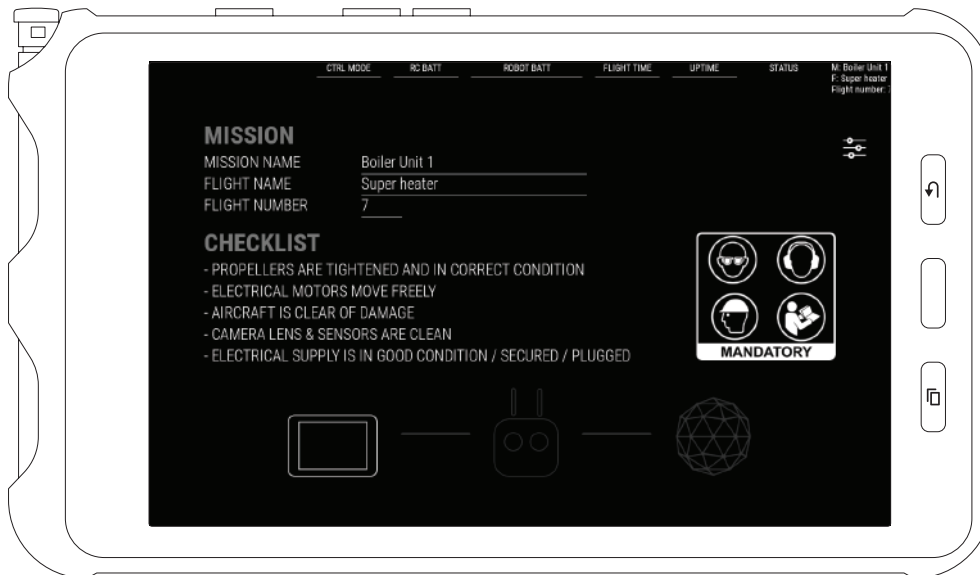 CTRL MODE RC BATT ROBOT BATT FLIGHT TIME UPTIME STATUS
M: Boiler Unit 1
F: Super heater
Flight number: 7
MISSION
MISSION NAME Boiler Unit 1
FLIGHT NAME Super heater
FLIGHT NUMBER 7
CHECKLIST
- PROPELLERS ARE TIGHTENED AND IN CORRECT CONDITION
- ELECTRICAL MOTORS MOVE FREELY
- AIRCRAFT IS CLEAR OF DAMAGE
- CAMERA LENS & SENSORS ARE CLEAN
- ELECTRICAL SUPPLY IS IN GOOD CONDITION / SECURED / PLUGGED
MANDATORY